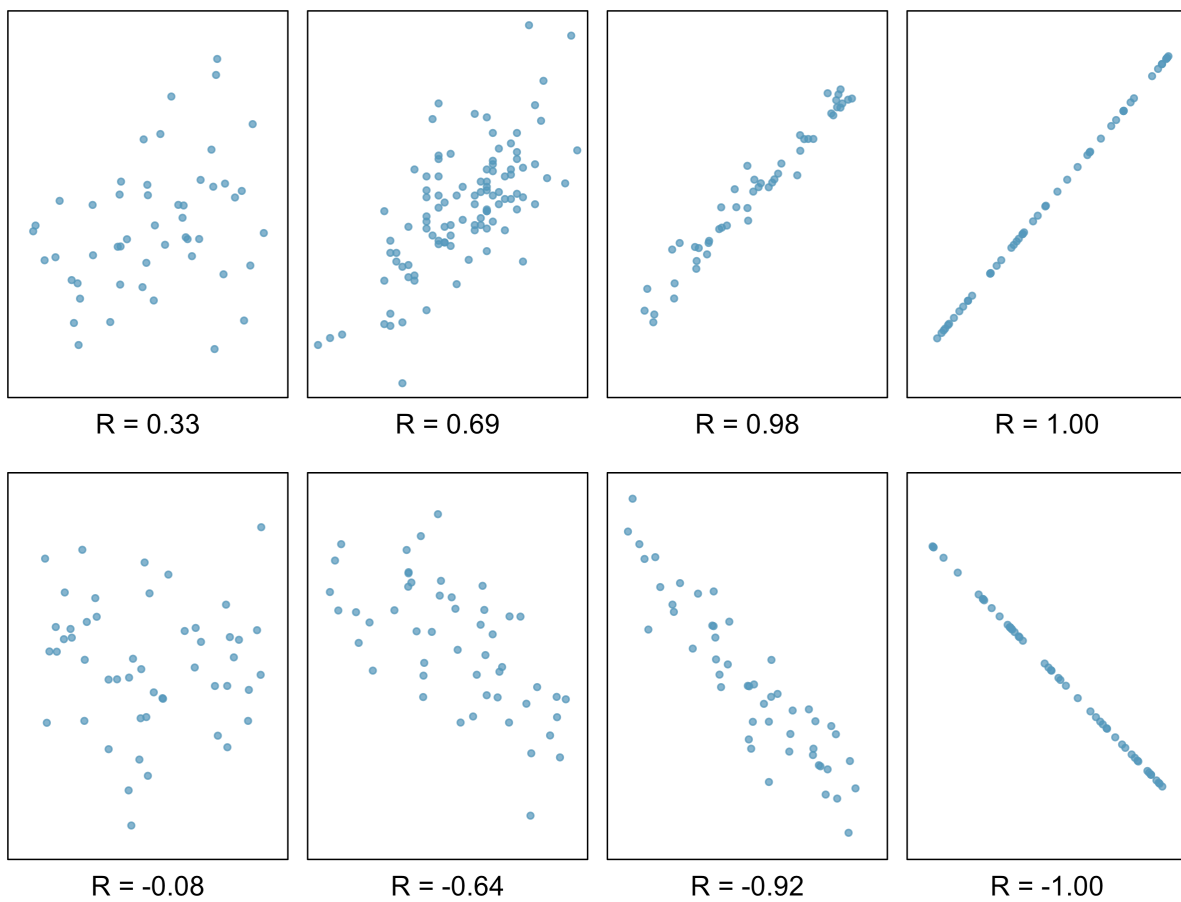 R = 0.33
R = 0.69
R = 0.98
R = 1.00
R = -0.08
R = -0.64
R = -0.92
R = -1.00